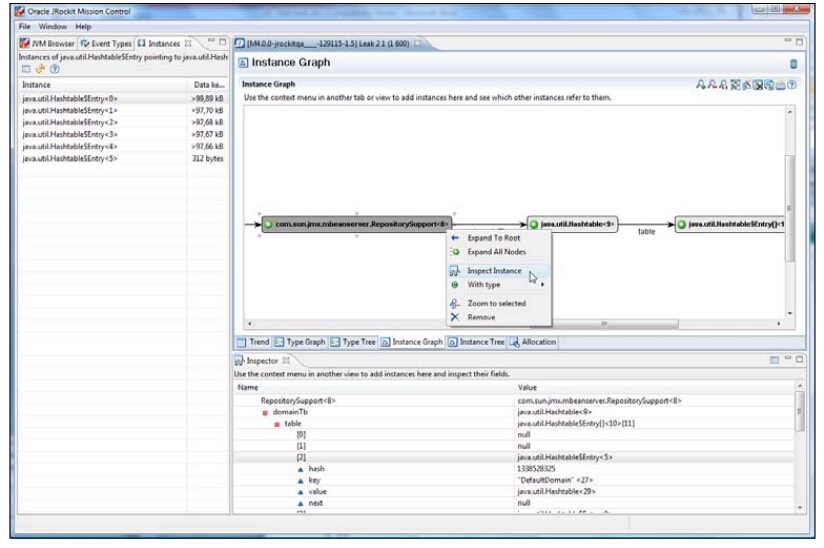 Oracle JRockit Mission Control
File Window Help
JVM Browser Event Types Instances
Instances of java.util.Hashtable$Entry pointing to java.util.Hash
Instance Data ke...
java.util.Hashtable$Entry<0> >99,89 kB
java.util.Hashtable$Entry<1> >97,70 kB
java.util.Hashtable$Entry<2> >97,68 kB
java.util.Hashtable$Entry<3> >97,67 kB
java.util.Hashtable$Entry<4> >97,66 kB
java.util.Hashtable$Entry<5> 312 bytes
[M4.0.0-jrockitqa___-129115-1.5] Leak 2 1 (1 600)
Instance Graph
Instance Graph
Use the context menu in another tab or view to add instances here and see which other instances refer to them.
com.sun.jmx.mbeanserver.RepositorySupport<8>
java.util.Hashtable<9>
table
java.util.Hashtable$Entry[]<1
Expand To Root
Expand All Nodes
Inspect Instance
With type
Zoom to selected
Remove
Trend Type Graph Type Tree Instance Graph Instance Tree Allocation
Inspector
Use the context menu in another view to add instances here and inspect their fields.
Name Value
RepositorySupport<8> com.sun.jmx.mbeanserver.RepositorySupport<8>
domainTb java.util.Hashtable<9>
table java.util.Hashtable$Entry[]<10>[11]
[0] null
[1] null
[2] java.util.Hashtable$Entry<5>
hash 1338528325
key "DefaultDomain" <27>
value java.util.Hashtable<29>
next null